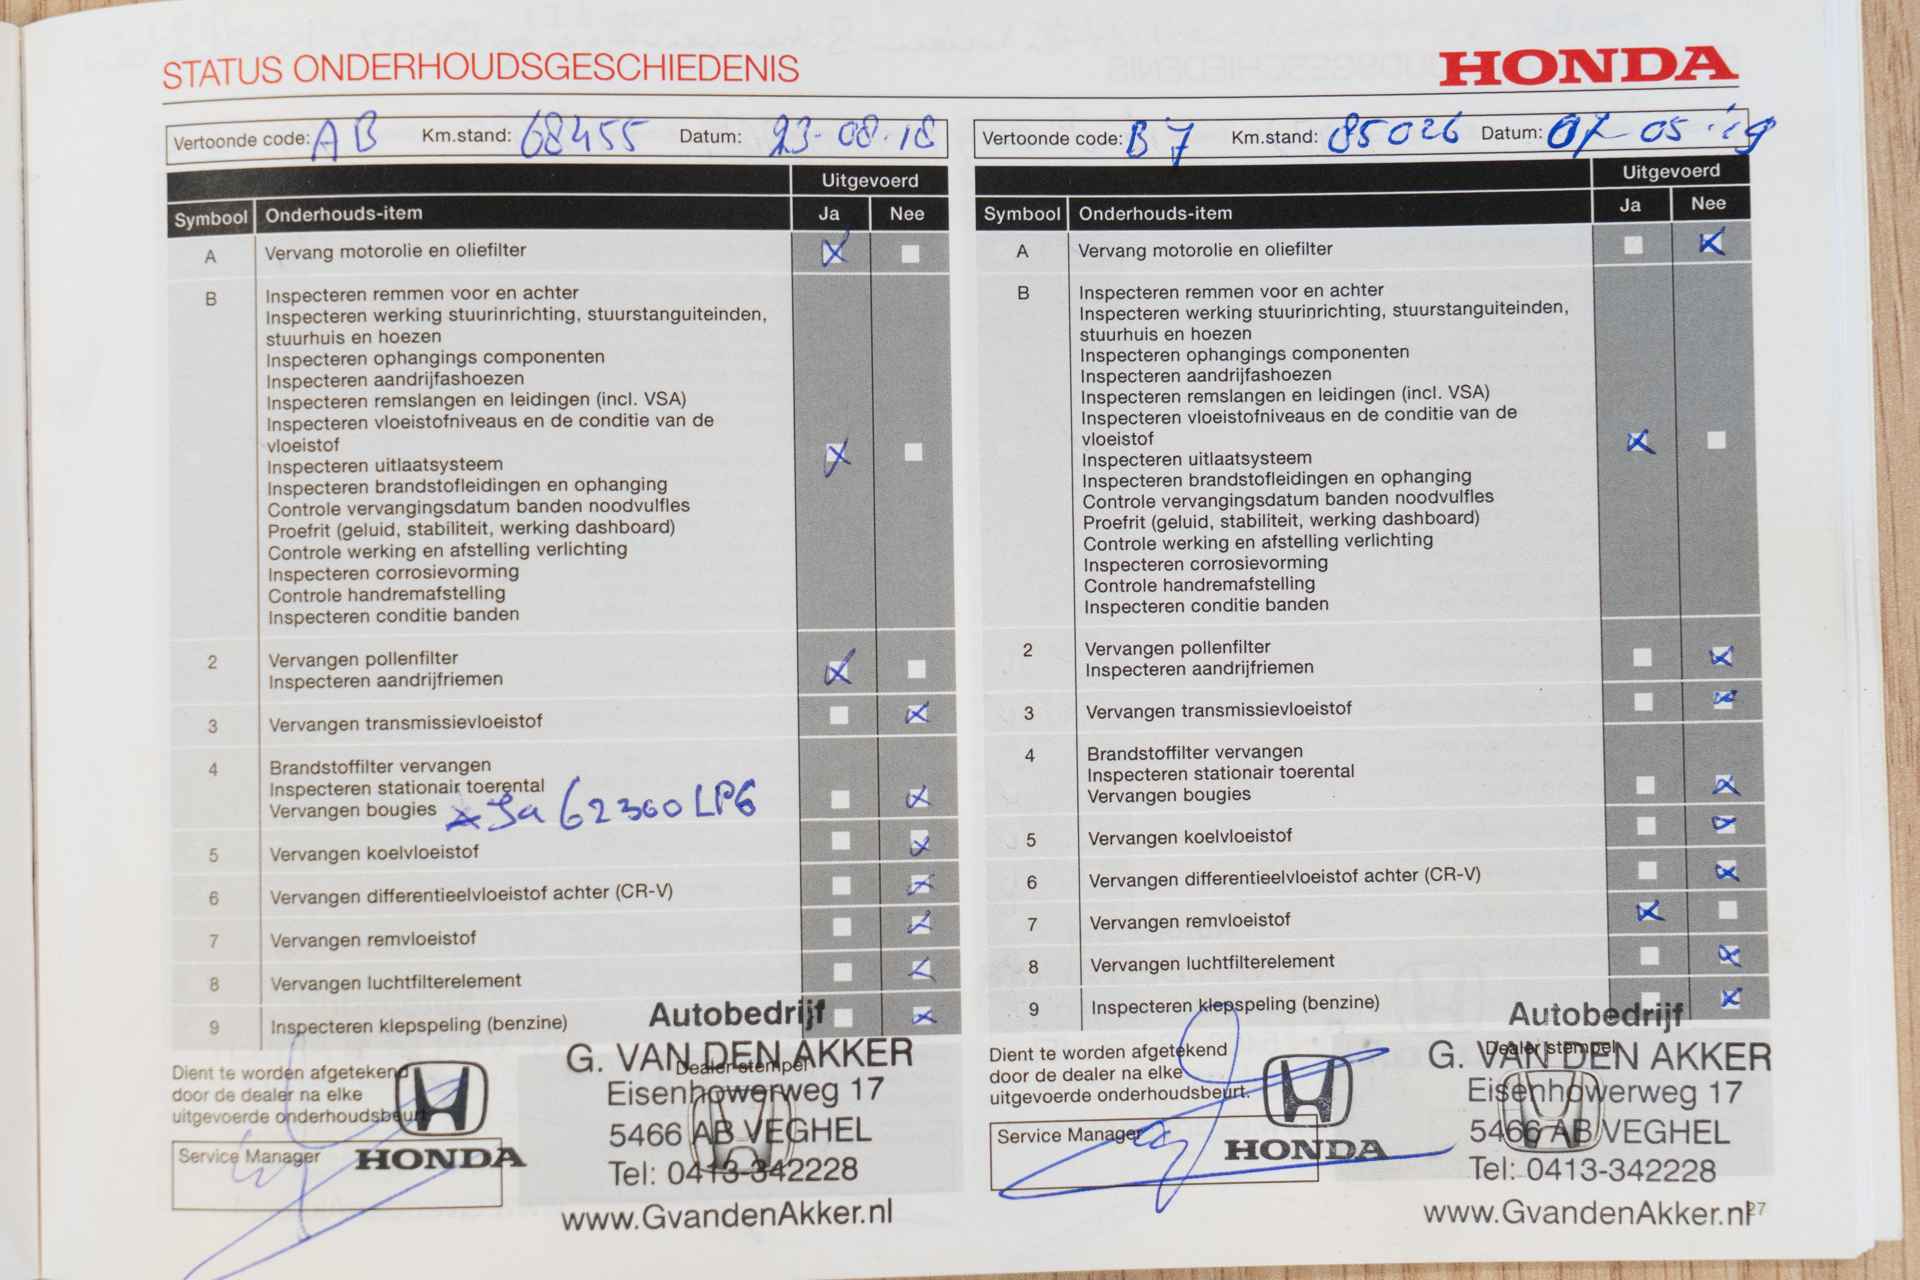 STATUS ONDERHOUDSGESCHIEDENIS
HONDA
Vertoonde code: AB Km.stand: 68455 Datum: 23-08-18
Uitgevoerd
Symbool Onderhouds-item Ja Nee
A Vervang motorolie en oliefilter
B Inspecteren remmen voor en achter
Inspecteren werking stuurinrichting, stuurstanguiteinden,
stuurhuis en hoezen
Inspecteren ophangings componenten
Inspecteren aandrijfashoezen
Inspecteren remslangen en leidingen (incl. VSA)
Inspecteren vloeistofniveaus en de conditie van de
vloeistof
Inspecteren uitlaatsysteem
Inspecteren brandstofleidingen en ophanging
Controle vervangingsdatum banden noodvulfles
Proefrit (geluid, stabiliteit, werking dashboard)
Controle werking en afstelling verlichting
Inspecteren corrosievorming
Controle handremafstelling
Inspecteren conditie banden
2 Vervangen pollenfilter
Inspecteren aandrijfriemen
3 Vervangen transmissievloeistof
4 Brandstoffilter vervangen
Inspecteren stationair toerental
Vervangen bougies 62300 LPG
5 Vervangen koelvloeistof
6 Vervangen differentieelvloeistof achter (CR-V)
7 Vervangen remvloeistof
8 Vervangen luchtfilterelement
9 Inspecteren klepspeling (benzine)
Dient te worden afgetekend
door de dealer na elke
uitgevoerde onderhoudsbeurt.
Service Manager
HONDA
Dealer stempel
Autobedrijf
G. VAN DEN AKKER
Eisenhowerweg 17
5466 AB VEGHEL
Tel: 0413-342228
www.GvandenAkker.nl
Vertoonde code: B7 Km.stand: 85026 Datum: 07-05-'19
Uitgevoerd
Symbool Onderhouds-item Ja Nee
A Vervang motorolie en oliefilter
B Inspecteren remmen voor en achter
Inspecteren werking stuurinrichting, stuurstanguiteinden,
stuurhuis en hoezen
Inspecteren ophangings componenten
Inspecteren aandrijfashoezen
Inspecteren remslangen en leidingen (incl. VSA)
Inspecteren vloeistofniveaus en de conditie van de
vloeistof
Inspecteren uitlaatsysteem
Inspecteren brandstofleidingen en ophanging
Controle vervangingsdatum banden noodvulfles
Proefrit (geluid, stabiliteit, werking dashboard)
Controle werking en afstelling verlichting
Inspecteren corrosievorming
Controle handremafstelling
Inspecteren conditie banden
2 Vervangen pollenfilter
Inspecteren aandrijfriemen
3 Vervangen transmissievloeistof
4 Brandstoffilter vervangen
Inspecteren stationair toerental
Vervangen bougies
5 Vervangen koelvloeistof
6 Vervangen differentieelvloeistof achter (CR-V)
7 Vervangen remvloeistof
8 Vervangen luchtfilterelement
9 Inspecteren klepspeling (benzine)
Dient te worden afgetekend
door de dealer na elke
uitgevoerde onderhoudsbeurt.
Service Manager
HONDA
Dealer stempel
Autobedrijf
G. VAN DEN AKKER
Eisenhowerweg 17
5466 AB VEGHEL
Tel: 0413-342228
www.GvandenAkker.nl
27